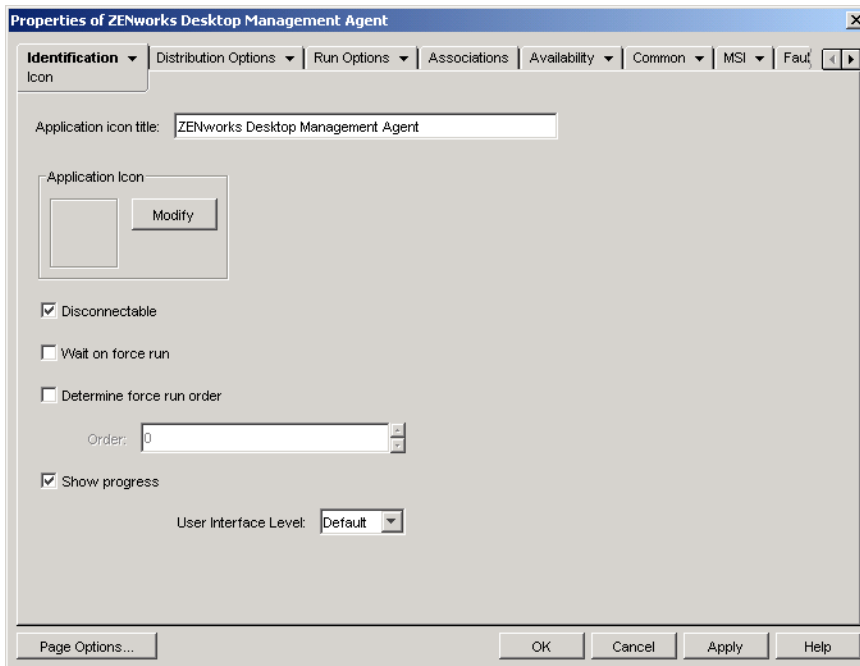 Properties of ZENworks Desktop Management Agent
Identification Distribution Options Run Options Associations Availability Common MSI
Icon
Application icon title: ZENworks Desktop Management Agent
Application Icon
Modify
Disconnectable
Wait on force run
Determine force run order
Order: 0
Show progress
User Interface Level: Default
Page Options... OK Cancel Apply Help